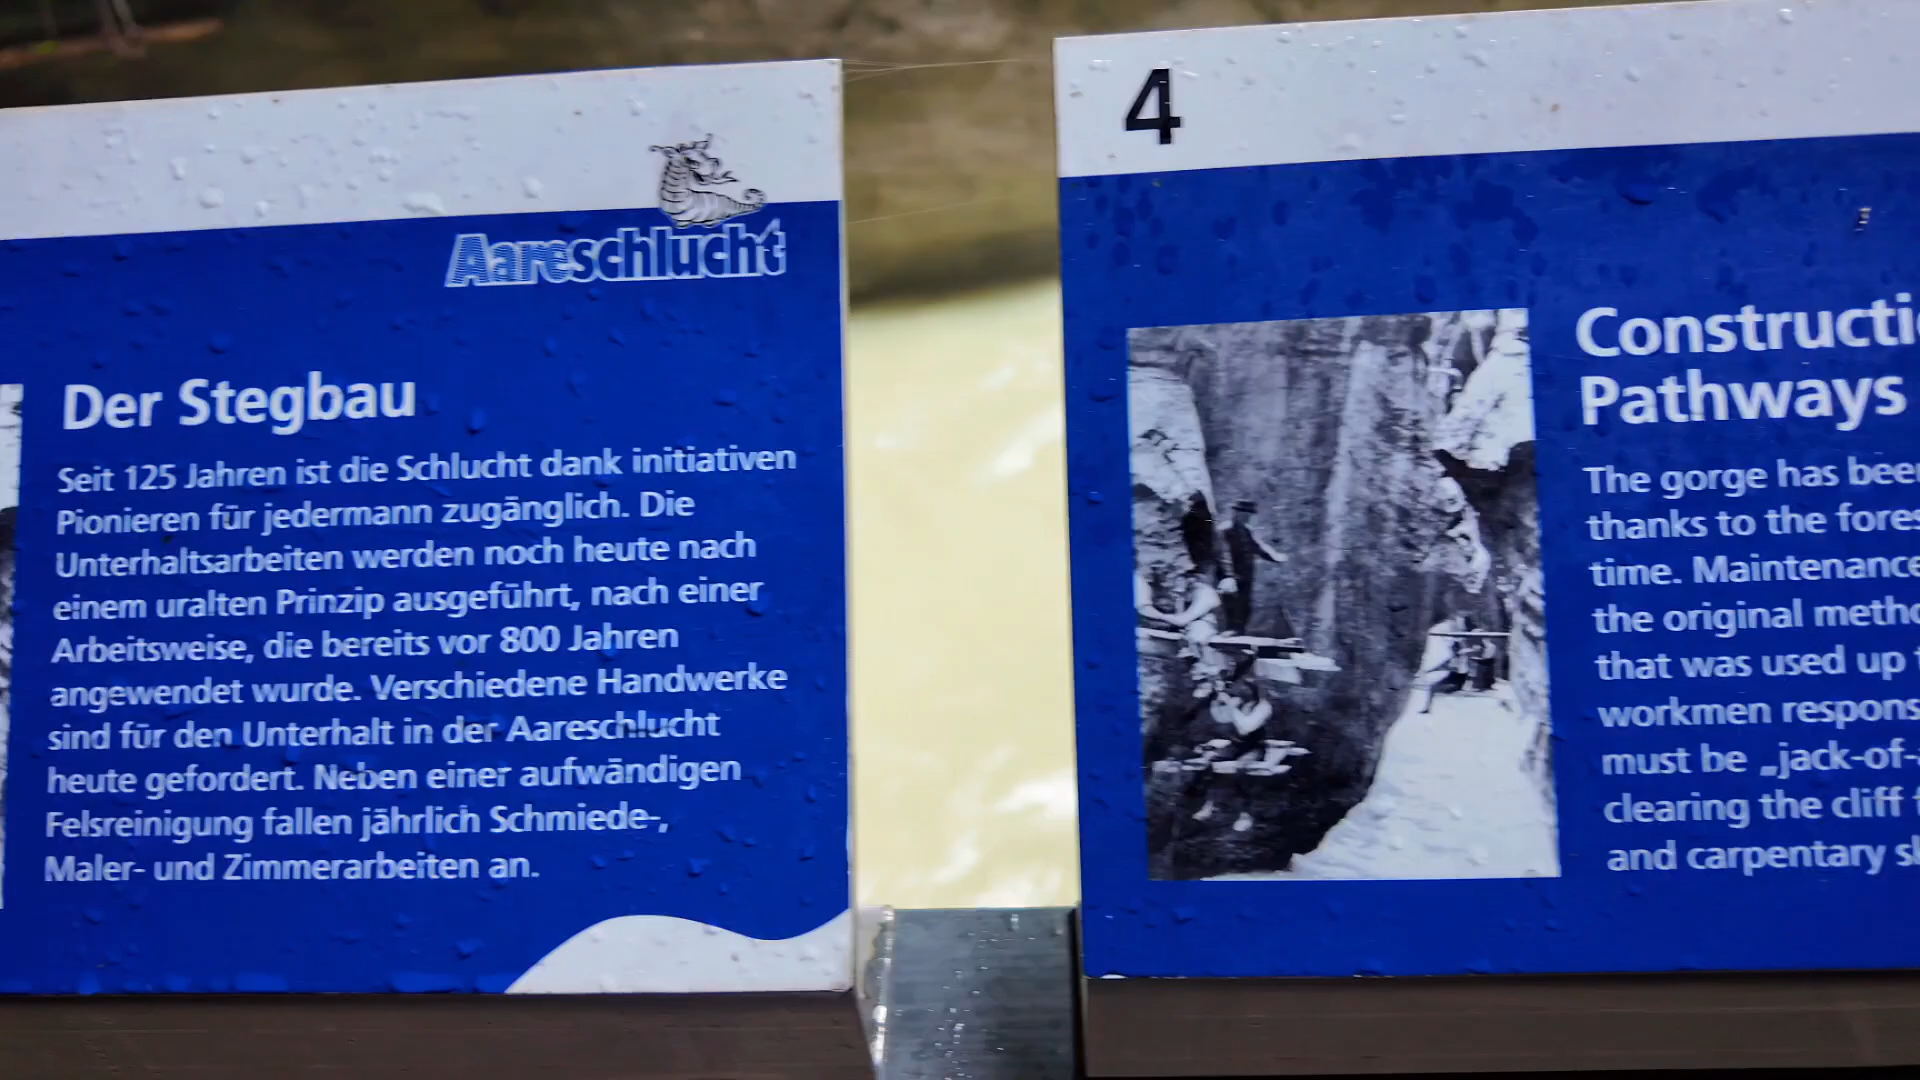 Aareschlucht
Der Stegbau
Seit 125 Jahren ist die Schlucht dank initiativen
Pionieren für jedermann zugänglich. Die
Unterhaltsarbeiten werden noch heute nach
einem uralten Prinzip ausgeführt, nach einer
Arbeitsweise, die bereits vor 800 Jahren
angewendet wurde. Verschiedene Handwerke
sind für den Unterhalt in der Aareschlucht
heute gefordert. Neben einer aufwändigen
Felsreinigung fallen jährlich Schmiede-,
Maler- und Zimmerarbeiten an.
4
Pathways
The gorge has
thanks to the
time. Maintenance
the original
that was used up
workmen
must be „jack-of-
clearing the cliff
and carpentary